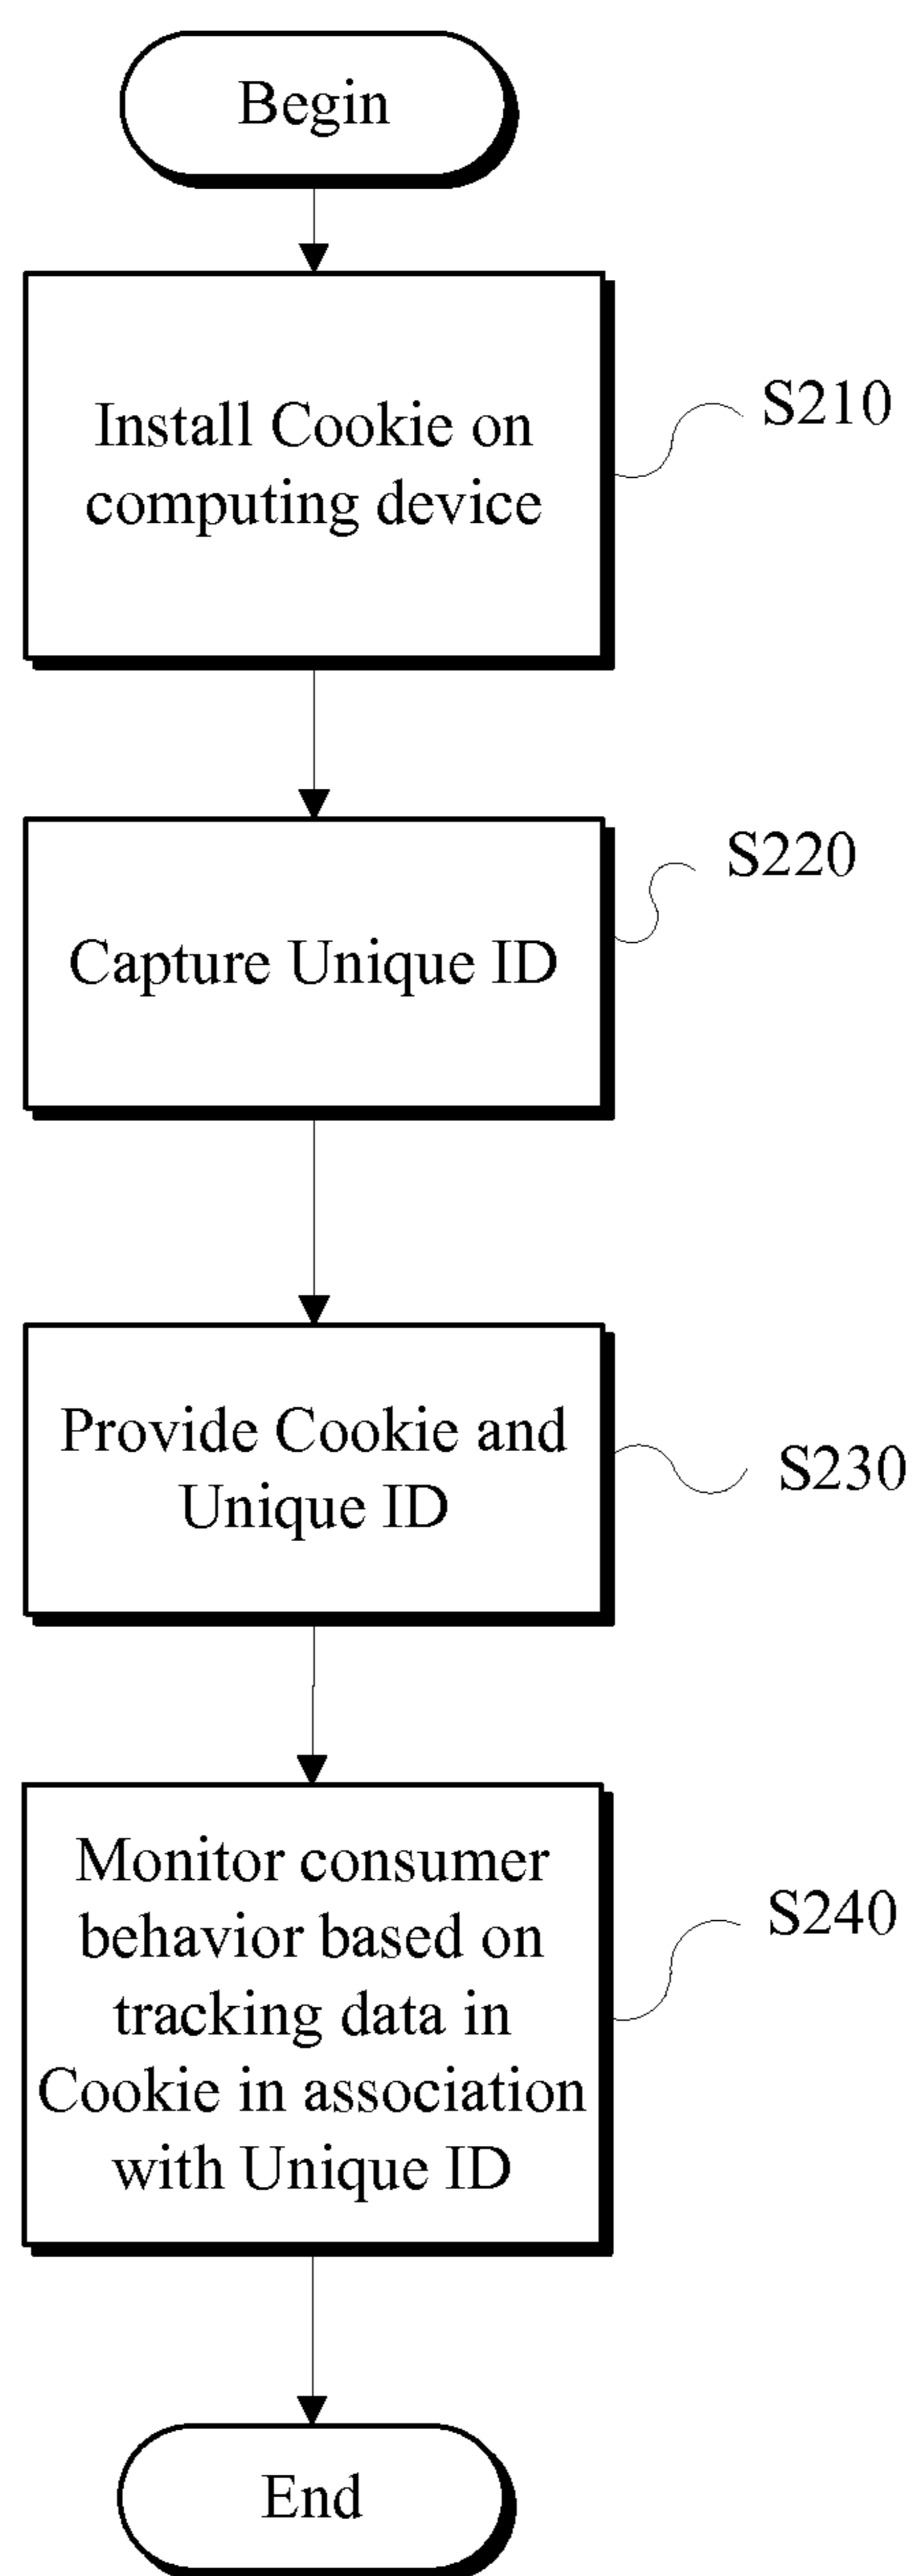 Begin
Install Cookie on
computing device
S210
Capture Unique ID
S220
Provide Cookie and
Unique ID
S230
Monitor consumer
behavior based on
tracking data in
Cookie in association
with Unique ID
S240
End